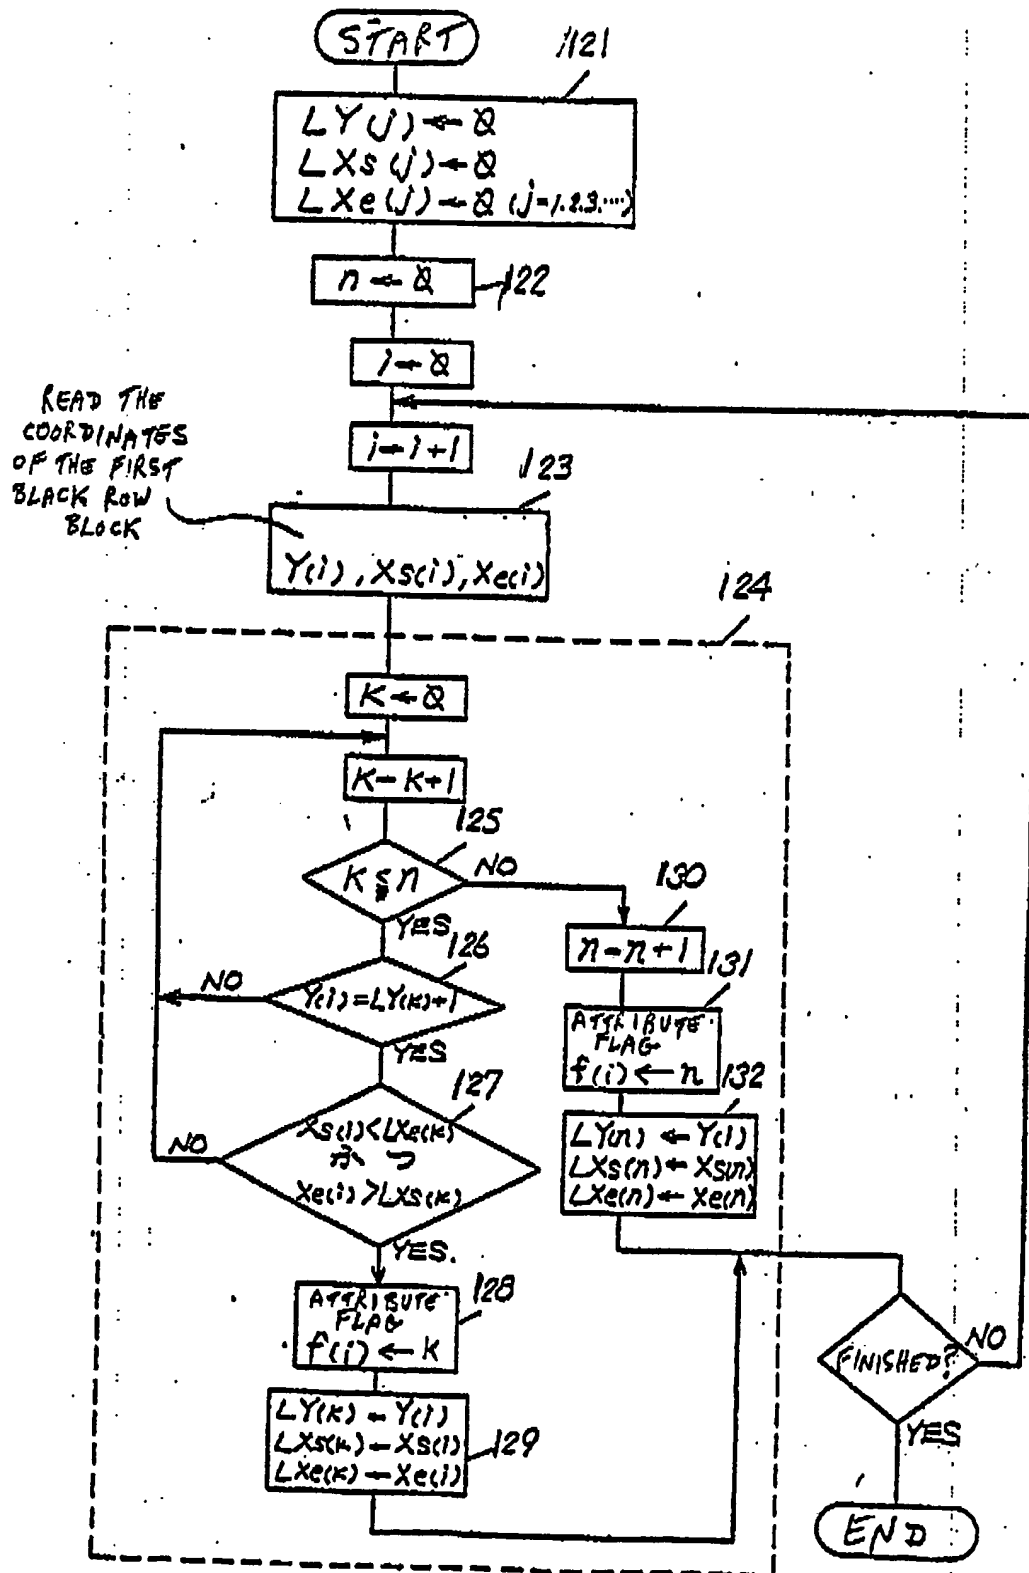 START
121
LY(j) ← 0
LXs(j) ← 0
LXe(j) ← 0 (j=1.2.3.....)
n ← 0
122
i ← 0
READ THE
COORDINATES
OF THE FIRST
BLACK ROW
BLOCK
i ← i+1
123
Y(i), Xs(i), Xe(i)
124
K ← 0
K ← K+1
125
K ≦ n
NO
YES
130
n ← n+1
126
Y(i)=LY(K)+1
NO
YES
131
ATTRIBUTE
FLAG
f(i) ← n
132
LY(n) ← Y(i)
LXs(n) ← Xs(n)
LXe(n) ← Xe(n)
127
Xs(i)<LXe(k)
かつ
Xe(i)>LXs(k)
NO
YES.
128
ATTRIBUTE
FLAG
f(i) ← K
129
LY(K) ← Y(i)
LXs(k) ← Xs(i)
LXe(k) ← Xe(i)
FINISHED?
NO
YES
END